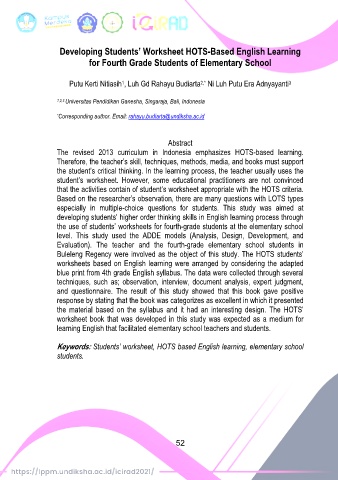 Kampus
Merdeka
iCiRAD
Developing Students' Worksheet HOTS-Based English Learning
for Fourth Grade Students of Elementary School
Putu Kerti Nitiasih¹, Luh Gd Rahayu Budiarta²,* Ni Luh Putu Era Adnyayanti³
1,2,3 Universitas Pendidikan Ganesha, Singaraja, Bali, Indonesia
*Corresponding author. Email: rahayu.budiarta@undiksha.ac.id
Abstract
The revised 2013 curriculum in Indonesia emphasizes HOTS-based learning.
Therefore, the teacher's skill, techniques, methods, media, and books must support
the student's critical thinking. In the learning process, the teacher usually uses the
student's worksheet. However, some educational practitioners are not convinced
that the activities contain of student's worksheet appropriate with the HOTS criteria.
Based on the researcher's observation, there are many questions with LOTS types
especially in multiple-choice questions for students. This study was aimed at
developing students' higher order thinking skills in English learning process through
the use of students' worksheets for fourth-grade students at the elementary school
level. This study used the ADDE models (Analysis, Design, Development, and
Evaluation). The teacher and the fourth-grade elementary school students in
Buleleng Regency were involved as the object of this study. The HOTS students'
worksheets based on English learning were arranged by considering the adapted
blue print from 4th grade English syllabus. The data were collected through several
techniques, such as; observation, interview, document analysis, expert judgment,
and questionnaire. The result of this study showed that this book gave positive
response by stating that the book was categorizes as excellent in which it presented
the material based on the syllabus and it had an interesting design. The HOTS'
worksheet book that was developed in this study was expected as a medium for
learning English that facilitated elementary school teachers and students.
Keywords: Students' worksheet, HOTS based English learning, elementary school
students.
52
https://lppm.undiksha.ac.id/icirad2021/